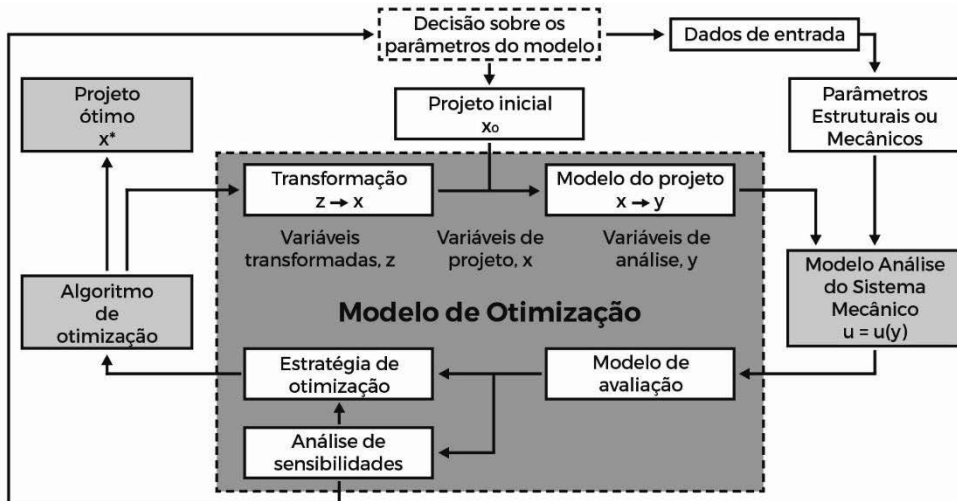 Decisão sobre os
parâmetros do modelo
Dados de entrada
Projeto
ótimo
x*
Projeto inicial
x₀
Parâmetros
Estruturais ou
Mecânicos
Transformação
z → x
Modelo do projeto
x → y
Variáveis
transformadas, z
Variáveis de
projeto, x
Variáveis de
análise, y
Algoritmo
de
otimização
Modelo de Otimização
Modelo Análise
do Sistema
Mecânico
u = u(y)
Estratégia de
otimização
Modelo de
avaliação
Análise de
sensibilidades